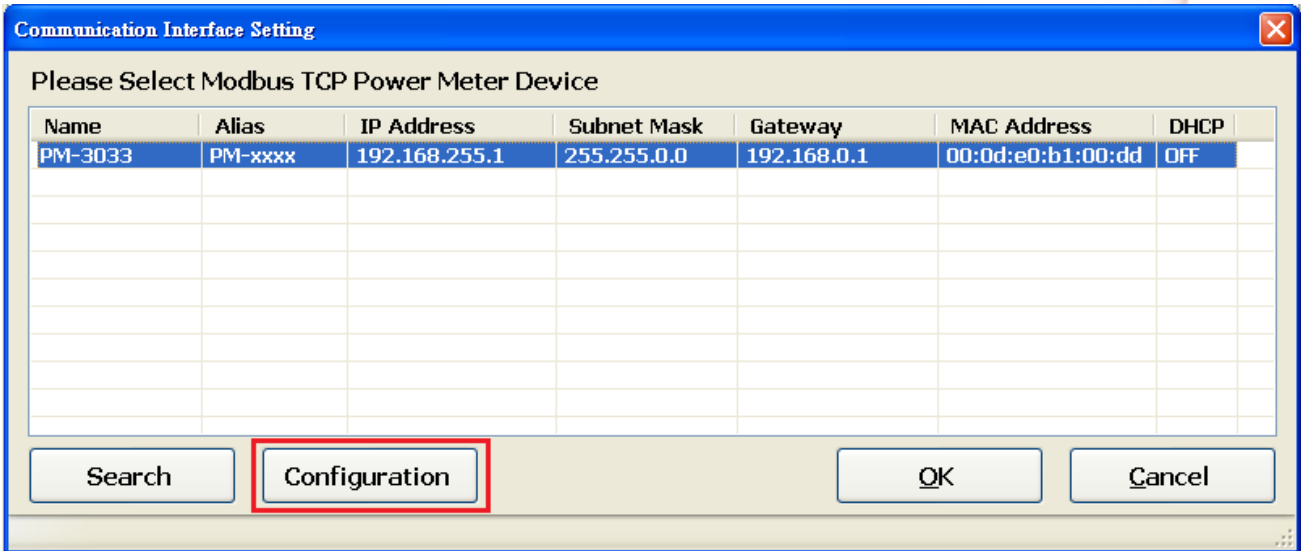 Communication Interface Setting
Please Select Modbus TCP Power Meter Device
Name Alias IP Address Subnet Mask Gateway MAC Address DHCP
PM-3033 PM-xxxx 192.168.255.1 255.255.0.0 192.168.0.1 00:0d:e0:b1:00:dd OFF
Search Configuration OK Cancel